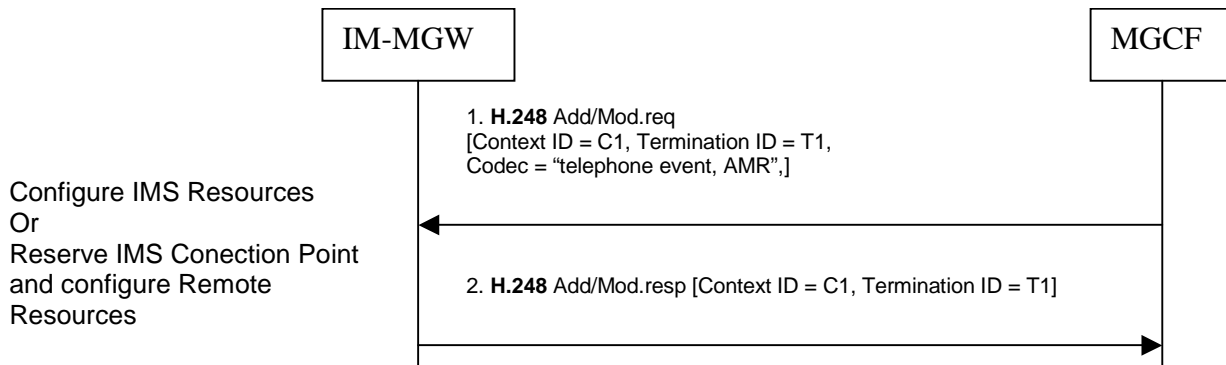 IM-MGW
MGCF
1. H.248 Add/Mod.req
[Context ID = C1, Termination ID = T1,
Codec = “telephone event, AMR”,]
Configure IMS Resources
Or
Reserve IMS Conection Point
and configure Remote
Resources
2. H.248 Add/Mod.resp [Context ID = C1, Termination ID = T1]